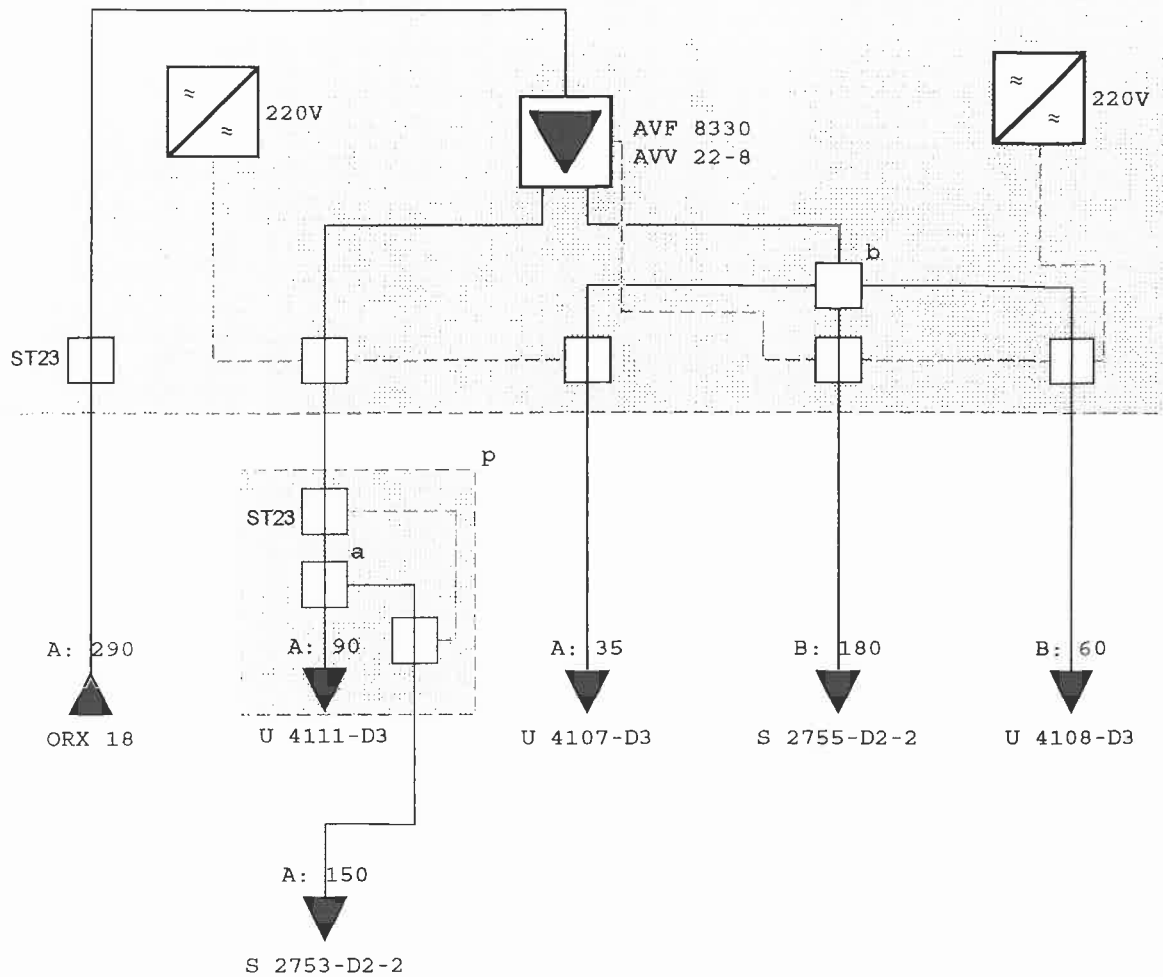 220V
220V
AVF 8330
AVV 22-8
b
ST23
p
ST23
a
A: 290
A: 90
A: 35
B: 180
B: 60
ORX 18
U 4111-D3
U 4107-D3
S 2755-D2-2
U 4108-D3
A: 150
S 2753-D2-2